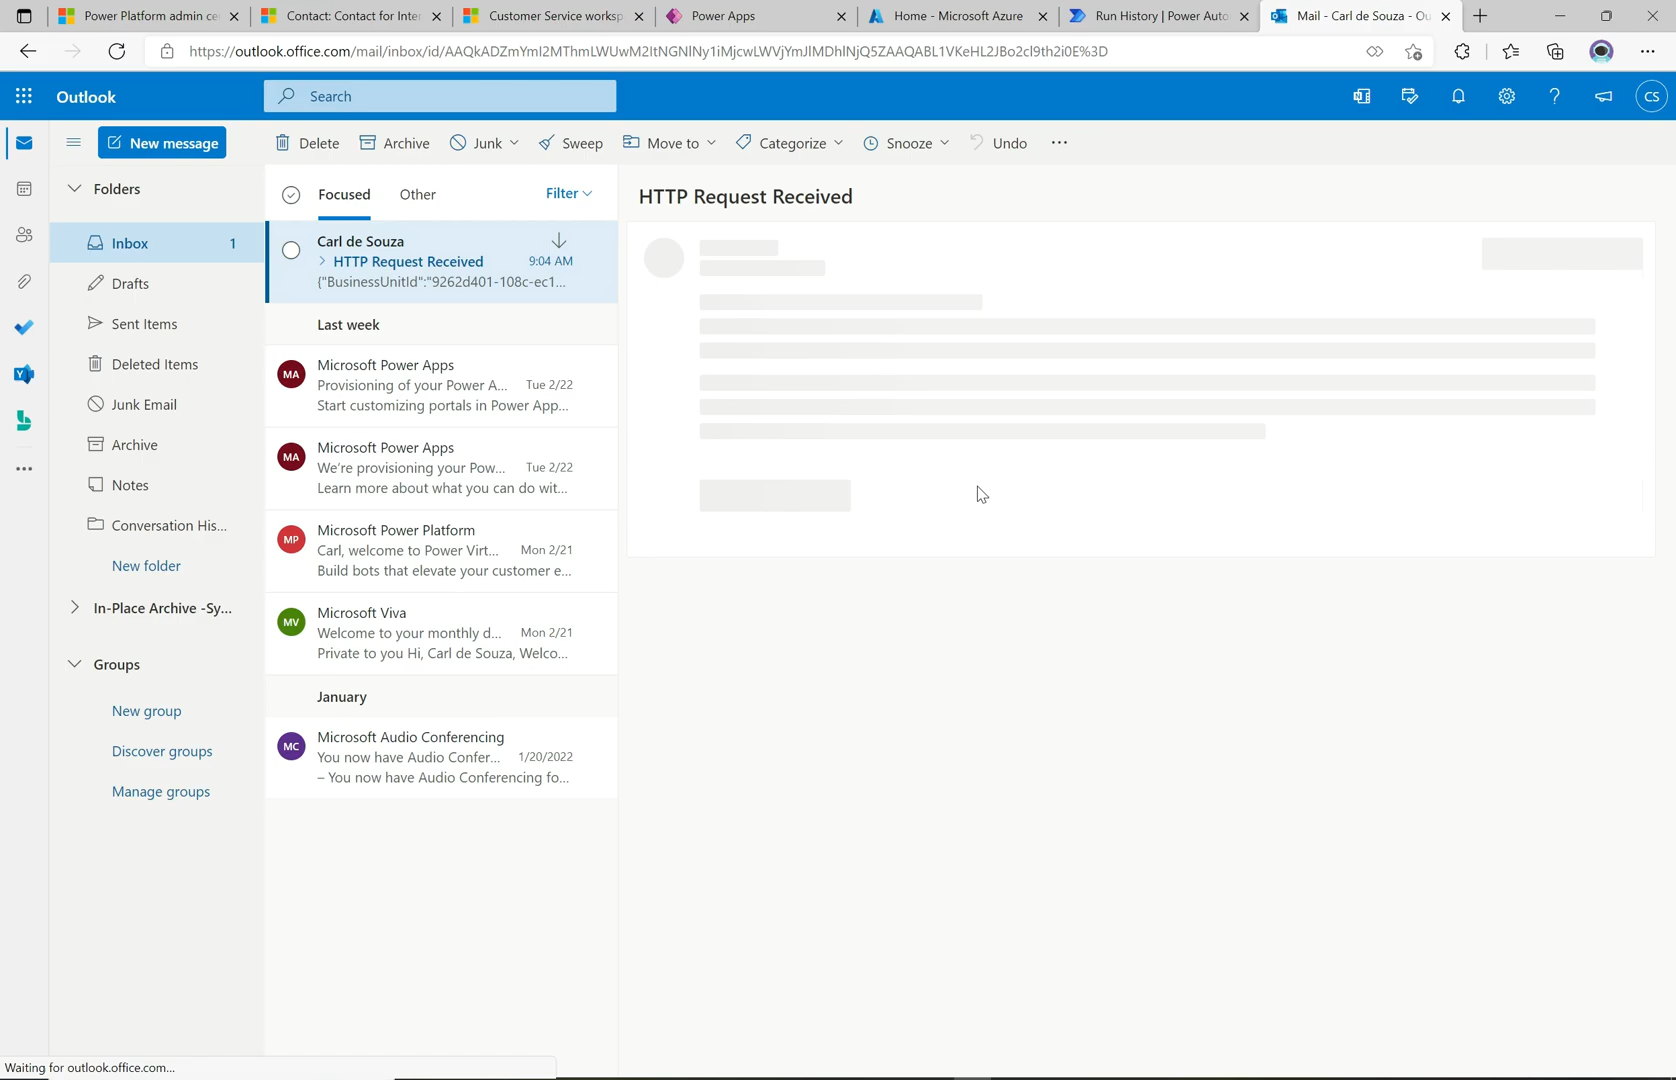 Power Platform admin ce
Contact: Contact for Inter
Customer Service worksp
Power Apps
Home - Microsoft Azure
Run History | Power Auto
Mail - Carl de Souza - Ou
https://outlook.office.com/mail/inbox/id/AAQkADZmYmI2MThmLWUwM2ItNGNlNy1iMjcwLWVjYmJlMDhlNjQ5ZAAQABL1VKeHL2JBo2cl9th2i0E%3D
Outlook
Search
CS
New message
Delete
Archive
Junk
Sweep
Move to
Categorize
Snooze
Undo
Folders
Inbox 1
Drafts
Sent Items
Deleted Items
Junk Email
Archive
Notes
Conversation His...
New folder
In-Place Archive -Sy...
Groups
New group
Discover groups
Manage groups
Focused
Other
Filter
Carl de Souza
HTTP Request Received 9:04 AM
{"BusinessUnitId":"9262d401-108c-ec1...
Last week
MA
Microsoft Power Apps
Provisioning of your Power A... Tue 2/22
Start customizing portals in Power App...
MA
Microsoft Power Apps
We're provisioning your Pow... Tue 2/22
Learn more about what you can do wit...
MP
Microsoft Power Platform
Carl, welcome to Power Virt... Mon 2/21
Build bots that elevate your customer e...
MV
Microsoft Viva
Welcome to your monthly d... Mon 2/21
Private to you Hi, Carl de Souza, Welco...
January
MC
Microsoft Audio Conferencing
You now have Audio Confer... 1/20/2022
– You now have Audio Conferencing fo...
HTTP Request Received
Waiting for outlook.office.com...